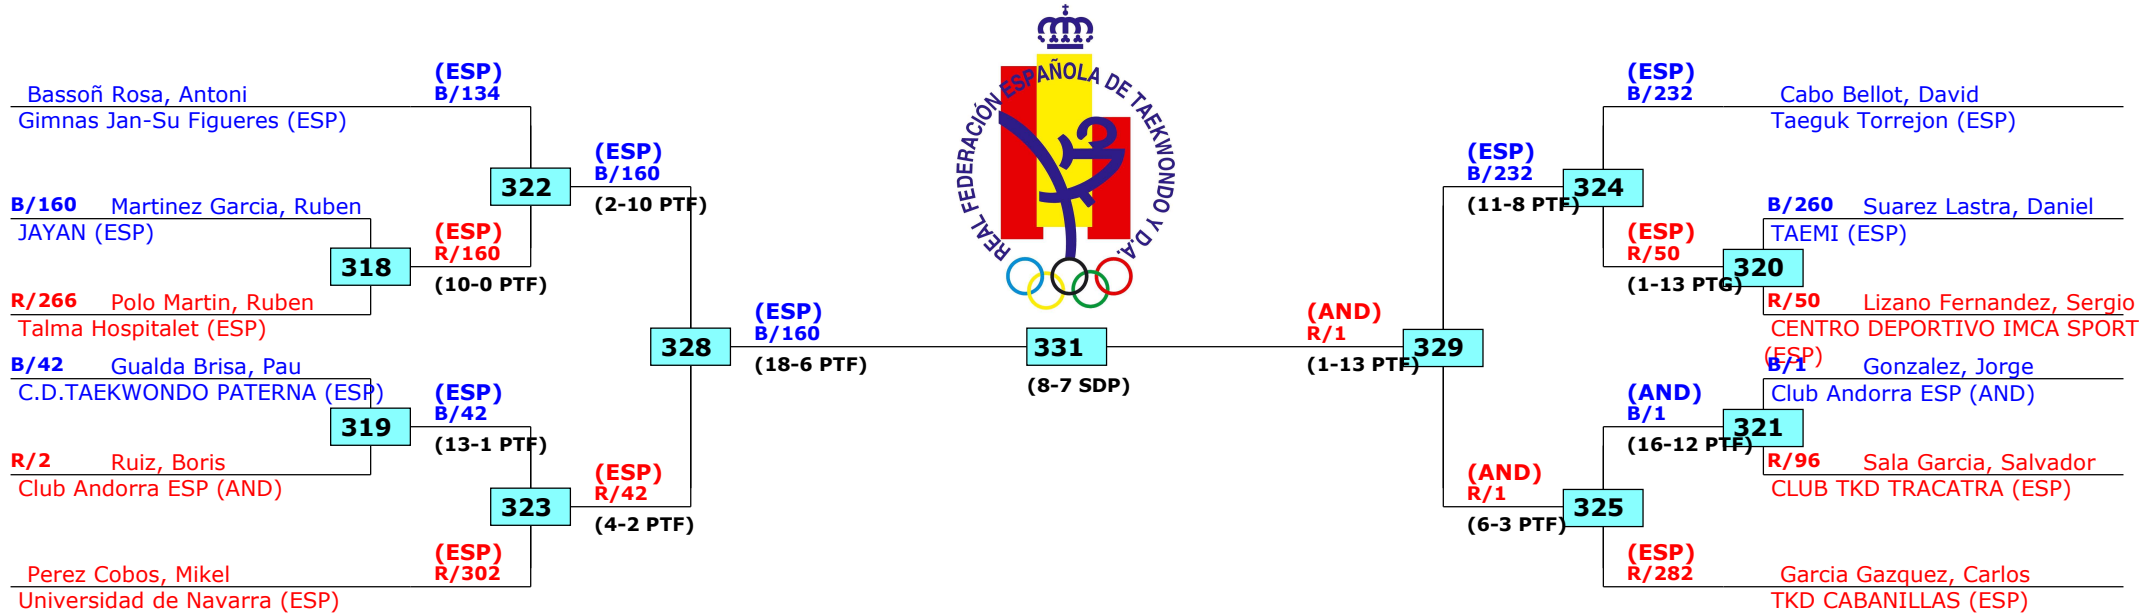 (ESP)
B/134
Bassoñ Rosa, Antoni
Gimnas Jan-Su Figueres (ESP)
322
(ESP)
B/160
(2-10 PTF)
B/160 Martinez Garcia, Ruben
JAYAN (ESP)
318
(ESP)
R/160
(10-0 PTF)
R/266 Polo Martin, Ruben
Talma Hospitalet (ESP)
328
(ESP)
B/160
(18-6 PTF)
B/42 Gualda Brisa, Pau
C.D.TAEKWONDO PATERNA (ESP)
319
(ESP)
B/42
(13-1 PTF)
R/2 Ruiz, Boris
Club Andorra ESP (AND)
323
(ESP)
R/42
(4-2 PTF)
(ESP)
R/302
Perez Cobos, Mikel
Universidad de Navarra (ESP)
REAL FEDERACIÓN ESPAÑOLA DE TAEKWONDO Y D.A.
331
(8-7 SDP)
(AND)
R/1
(1-13 PTF)
329
(ESP)
B/232
(11-8 PTF)
324
(ESP)
B/232
Cabo Bellot, David
Taeguk Torrejon (ESP)
(ESP)
R/50
(1-13 PTG)
320
B/260 Suarez Lastra, Daniel
TAEMI (ESP)
R/50 Lizano Fernandez, Sergio
CENTRO DEPORTIVO IMCA SPORT
(ESP)
B/1 Gonzalez, Jorge
Club Andorra ESP (AND)
(AND)
B/1
(16-12 PTF)
321
R/96 Sala Garcia, Salvador
CLUB TKD TRACATRA (ESP)
(AND)
R/1
(6-3 PTF)
325
(ESP)
R/282
Garcia Gazquez, Carlos
TKD CABANILLAS (ESP)